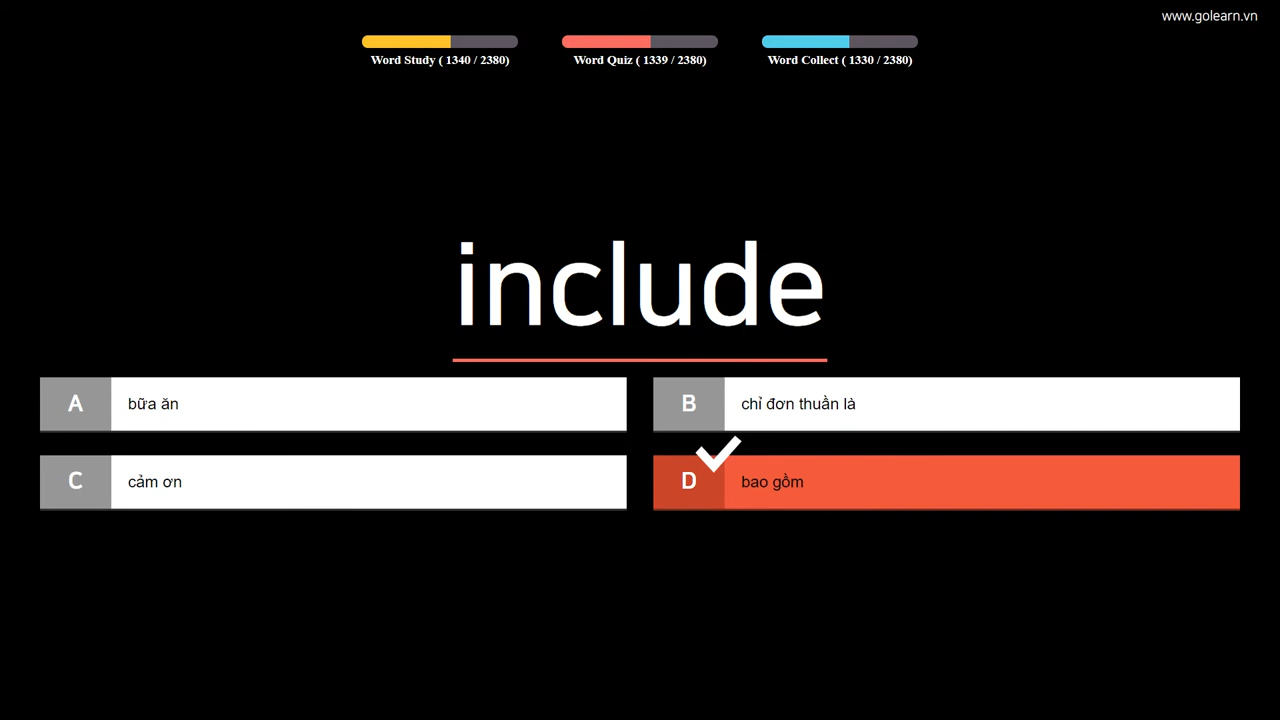 www.golearn.vn
Word Study ( 1340 / 2380)
Word Quiz ( 1339 / 2380)
Word Collect ( 1330 / 2380)
include
A
bữa ăn
B
chỉ đơn thuần là
C
cảm ơn
D
bao gồm